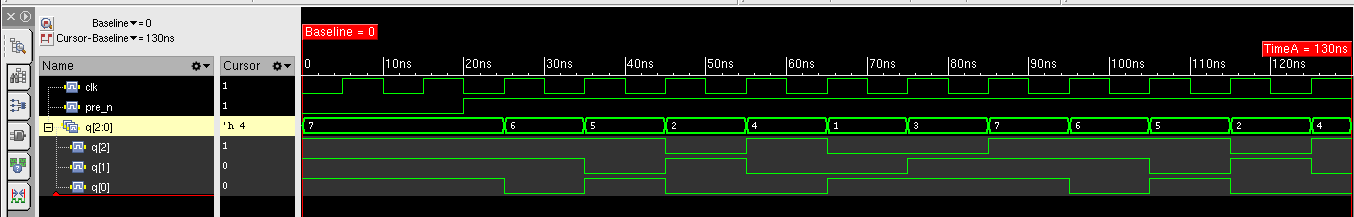 Baseline▼= 0
Cursor-Baseline▼= 130ns
Baseline = 0
TimeA = 130ns
Name Cursor 0 10ns 20ns 30ns 40ns 50ns 60ns 70ns 80ns 90ns 100ns 110ns 120ns
clk 1
pre_n 1
q[2:0] 'h 4 7 6 5 2 4 1 3 7 6 5 2 4
q[2] 1
q[1] 0
q[0] 0